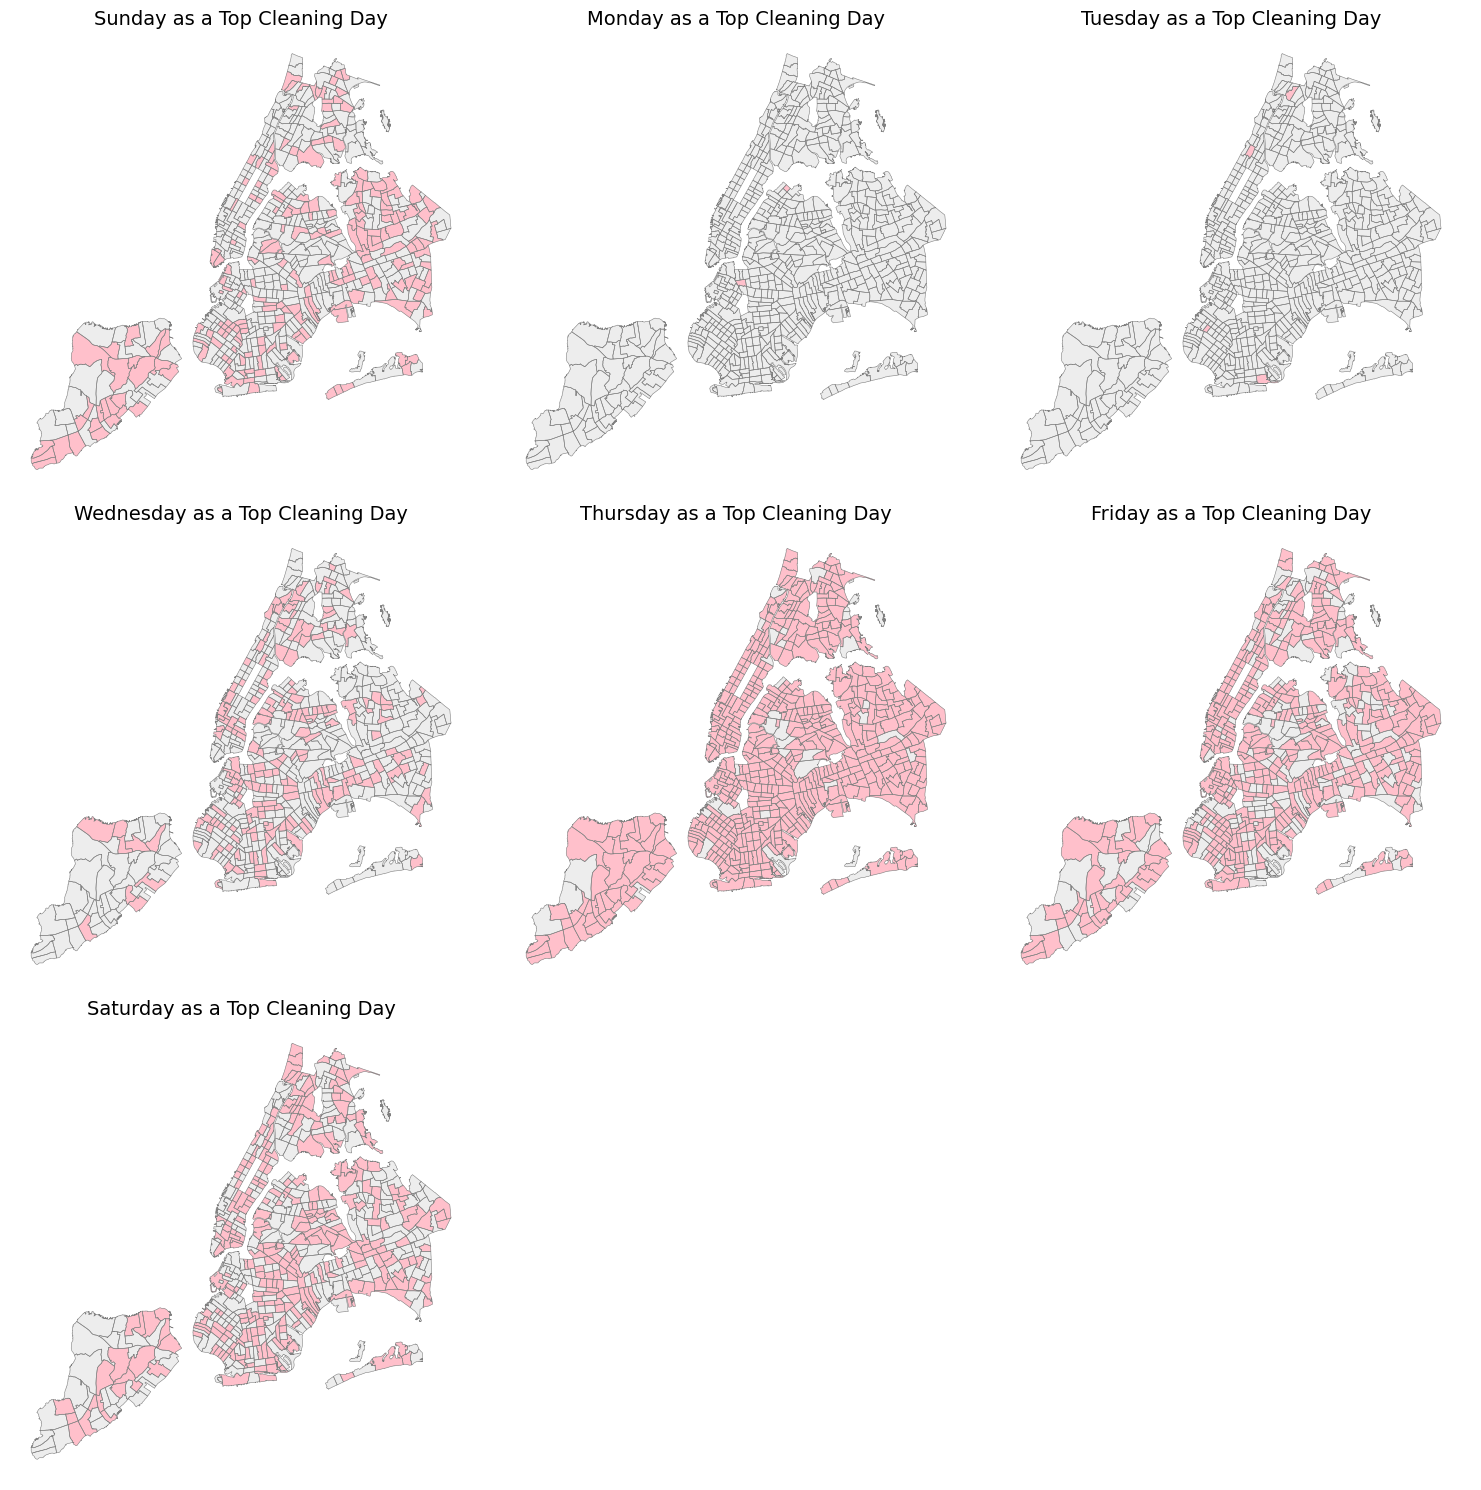 Sunday as a Top Cleaning Day
Monday as a Top Cleaning Day
Tuesday as a Top Cleaning Day
Wednesday as a Top Cleaning Day
Thursday as a Top Cleaning Day
Friday as a Top Cleaning Day
Saturday as a Top Cleaning Day